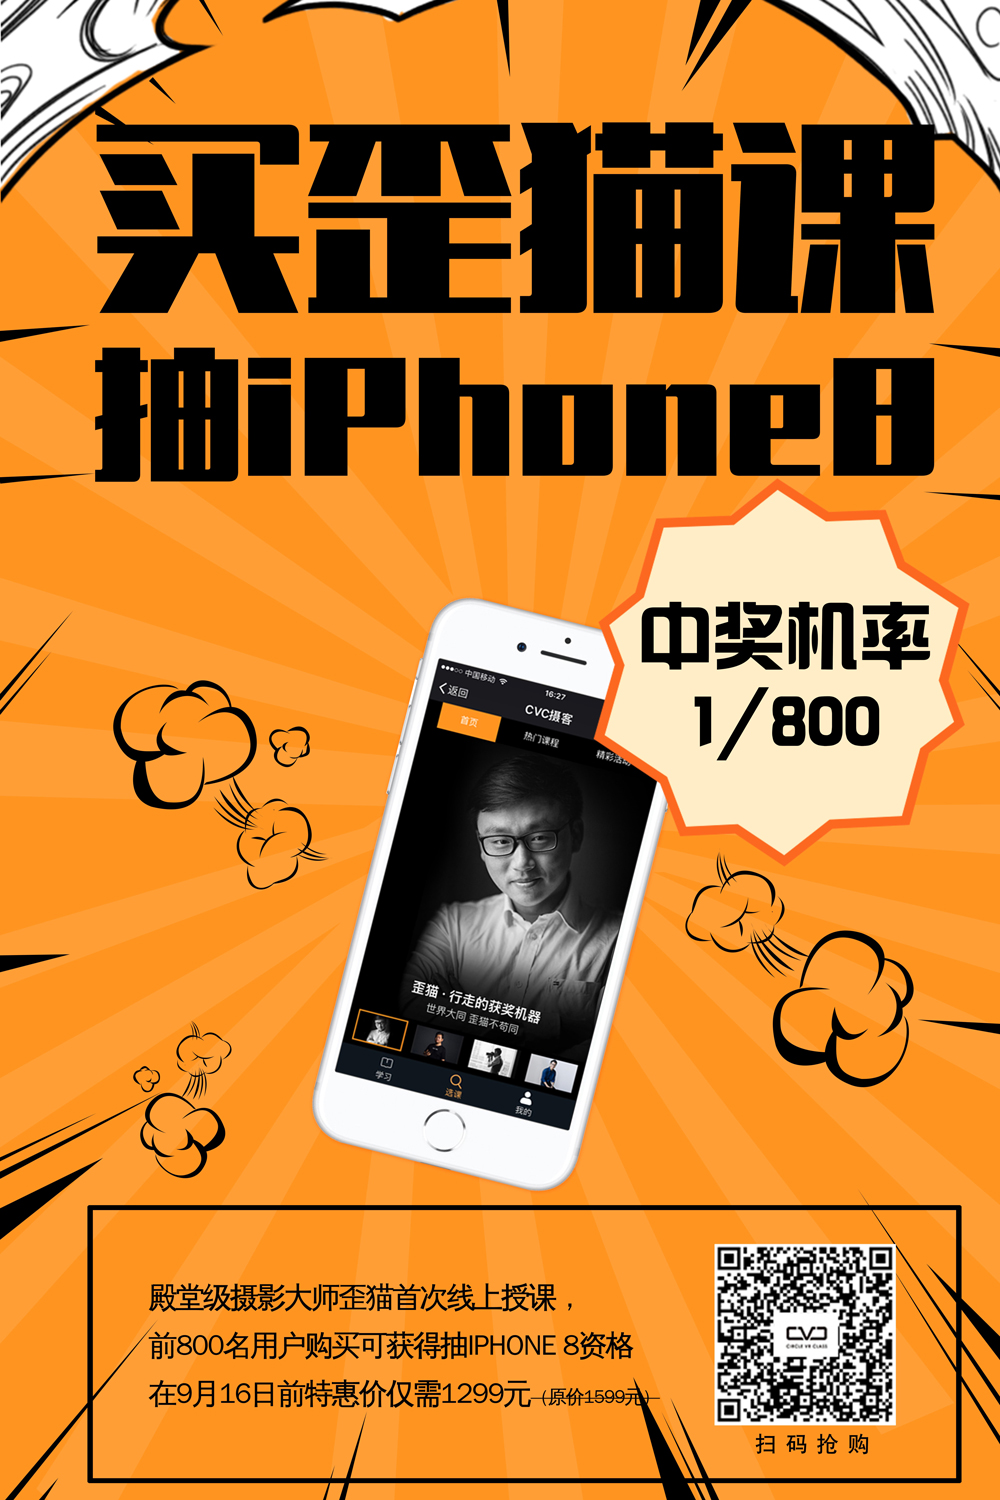 买歪猫课
抽iPhone8
中奖机率
1/800
中国移动
16:27
返回
CVC摄客
首页
热门课程
精彩活动
歪猫·行走的获奖机器
世界大同 歪猫不苟同
学习
选课
我的
殿堂级摄影大师歪猫首次线上授课，
前800名用户购买可获得抽IPHONE 8资格
在9月16日前特惠价仅需1299元（原价1599元）
CVC
CIRCLE VR CLASS
扫码抢购